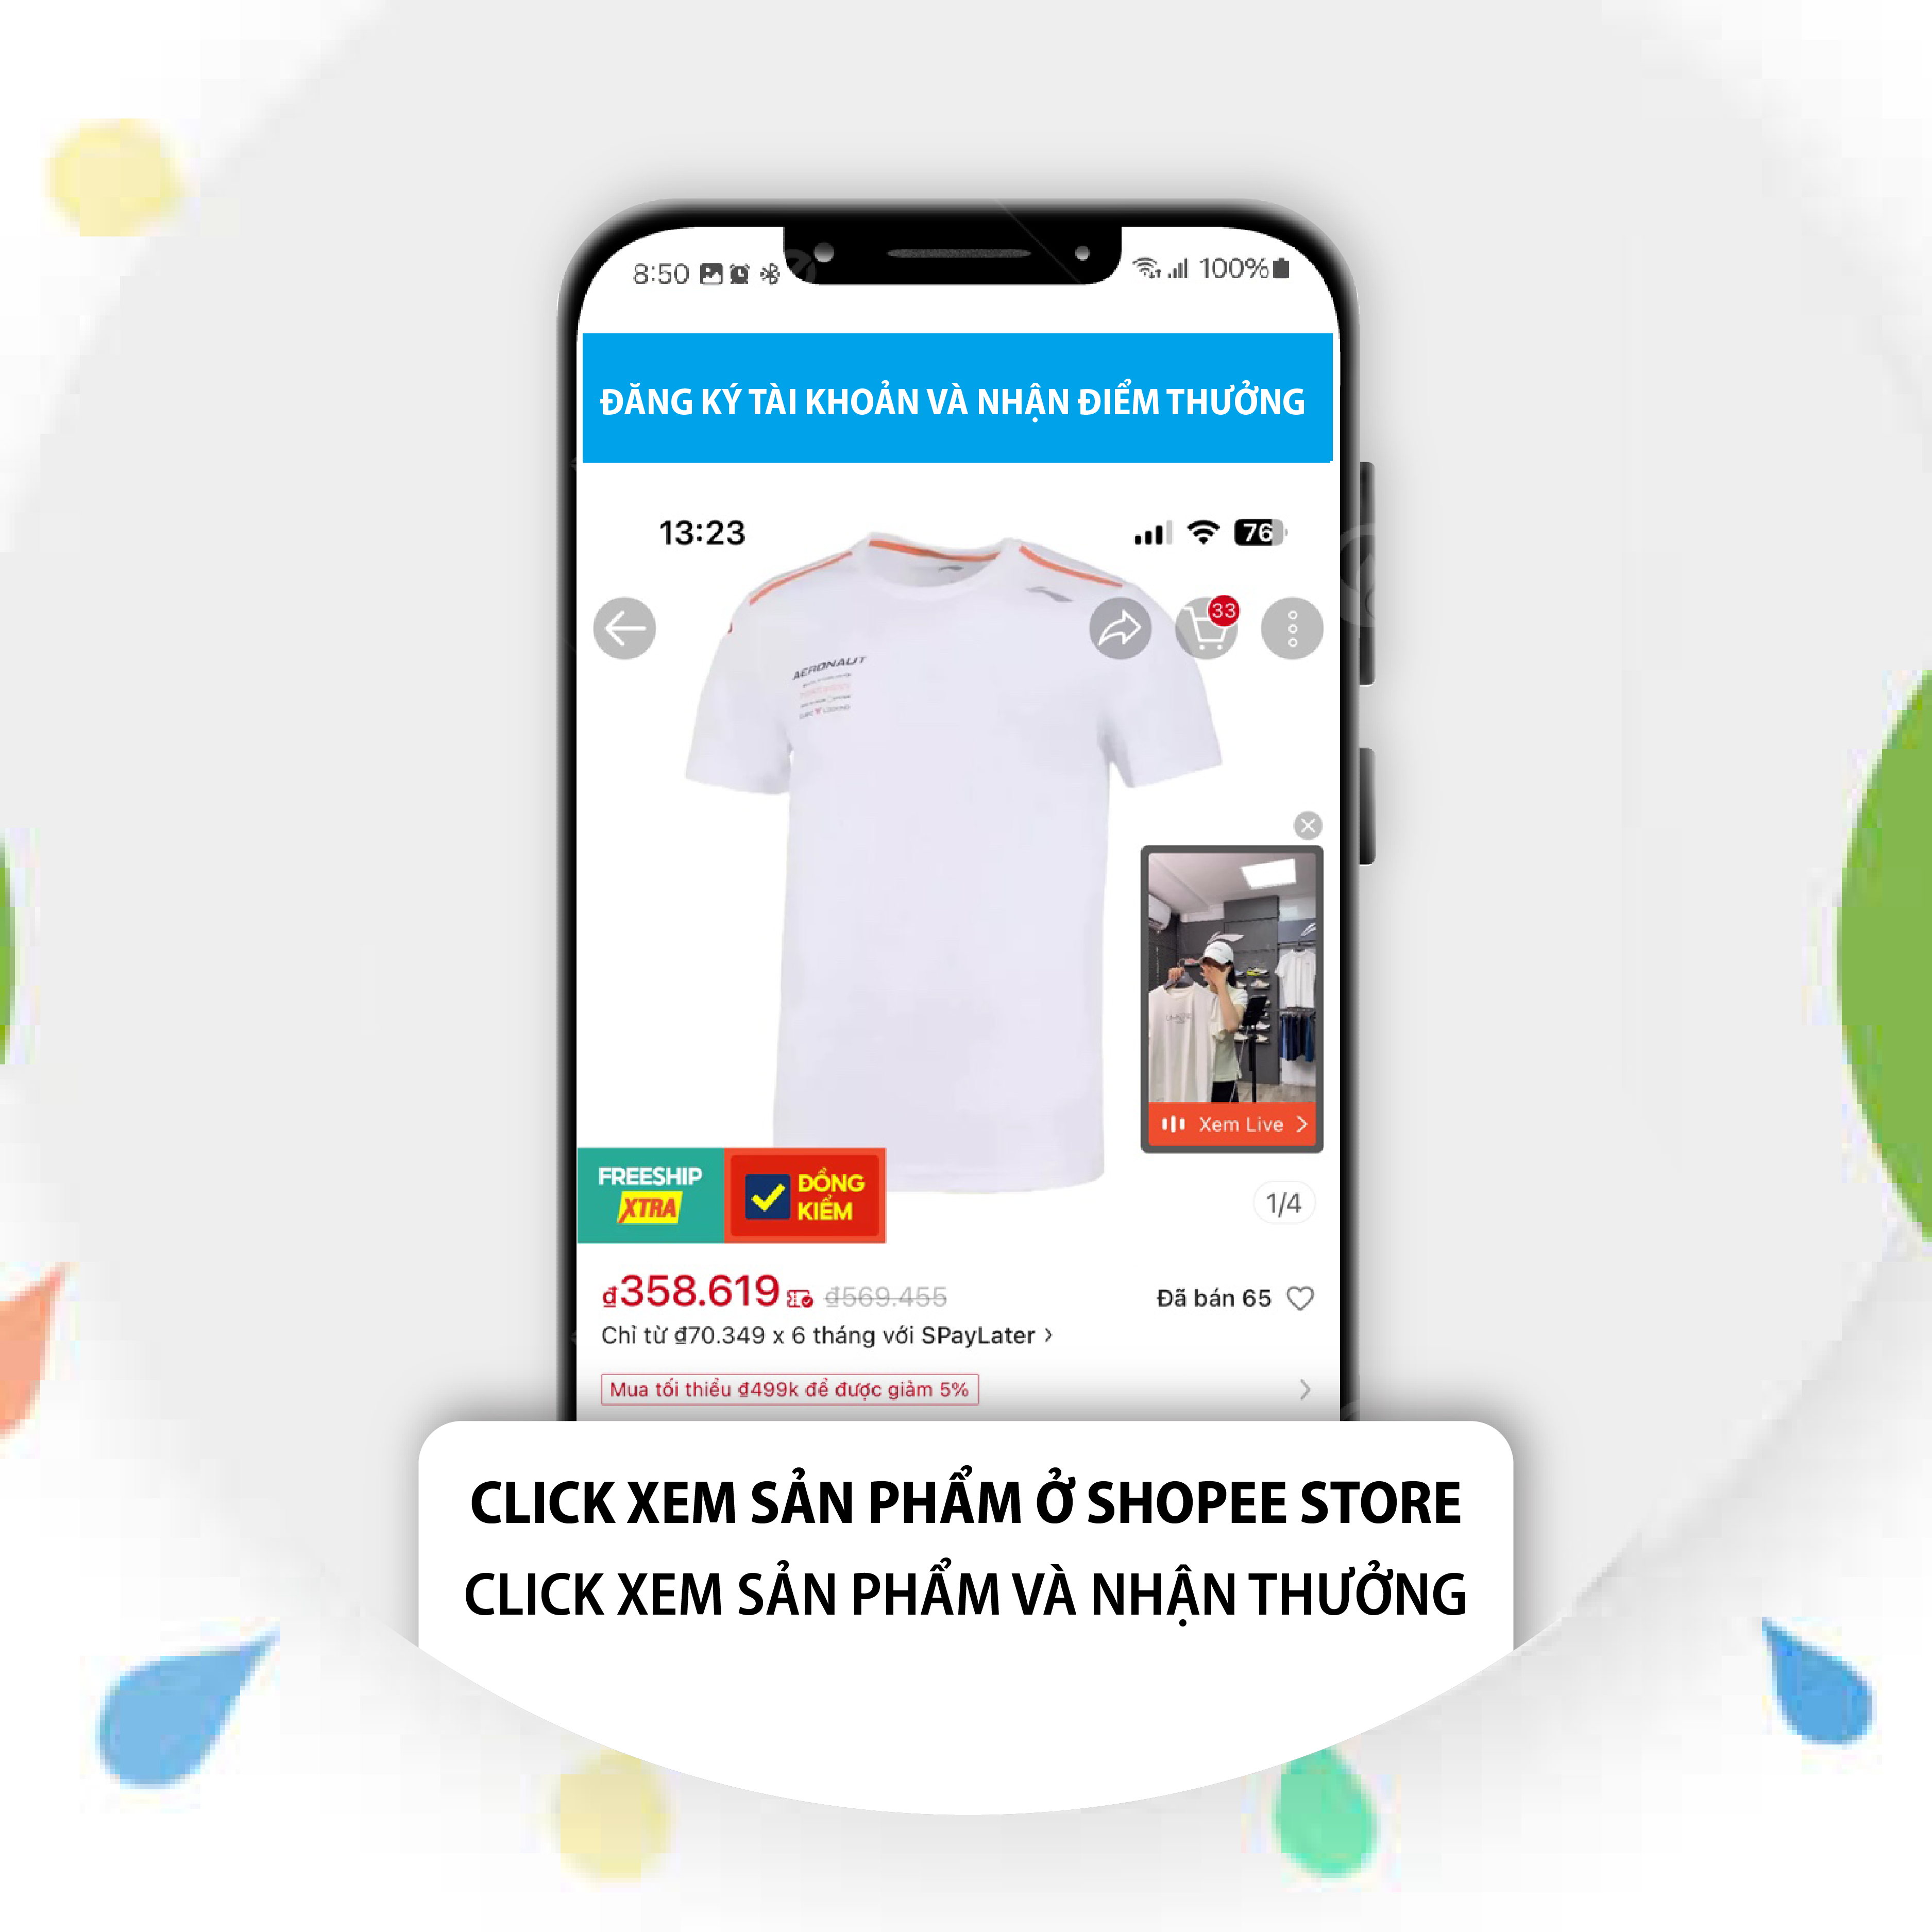 8:50 100%
ĐĂNG KÝ TÀI KHOẢN VÀ NHẬN ĐIỂM THƯỞNG
13:23 76
33
AERONAUT
Xem Live
FREESHIP
XTRA
ĐỒNG
KIỂM
1/4
₫358.619 ₫569.455 Đã bán 65
Chỉ từ ₫70.349 x 6 tháng với SPayLater >
Mua tối thiểu ₫499k để được giảm 5%
CLICK XEM SẢN PHẨM Ở SHOPEE STORE
CLICK XEM SẢN PHẨM VÀ NHẬN THƯỞNG